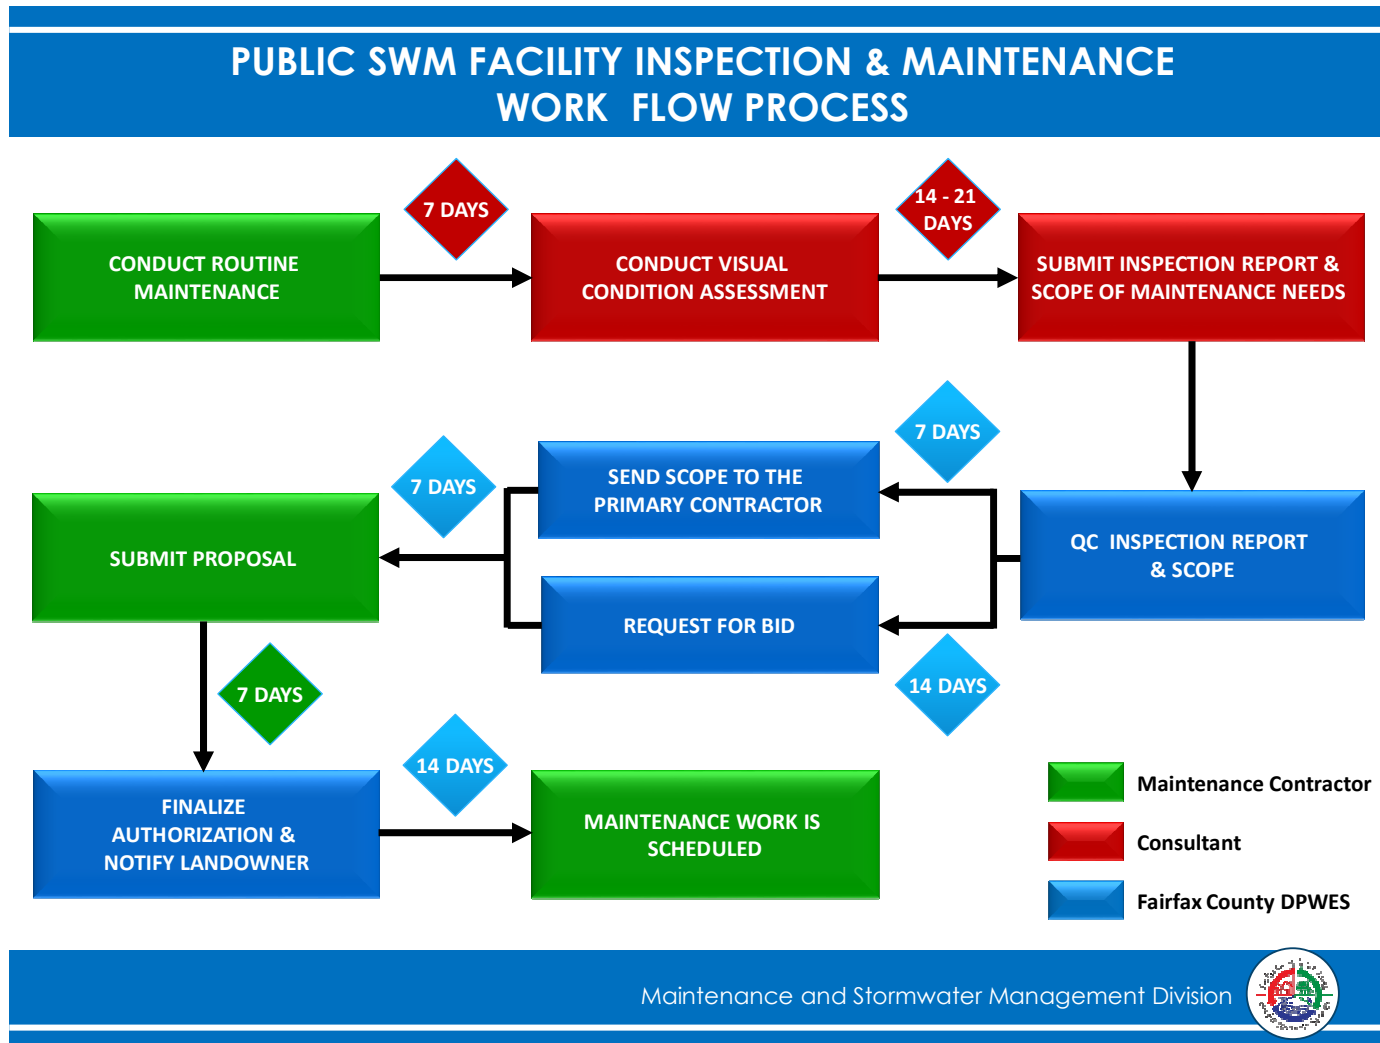 PUBLIC SWM FACILITY INSPECTION & MAINTENANCE
WORK FLOW PROCESS
7 DAYS
14 - 21
DAYS
CONDUCT ROUTINE
MAINTENANCE
CONDUCT VISUAL
CONDITION ASSESSMENT
SUBMIT INSPECTION REPORT &
SCOPE OF MAINTENANCE NEEDS
7 DAYS
7 DAYS
SEND SCOPE TO THE
PRIMARY CONTRACTOR
SUBMIT PROPOSAL
QC INSPECTION REPORT
& SCOPE
REQUEST FOR BID
7 DAYS
14 DAYS
14 DAYS
FINALIZE
AUTHORIZATION &
NOTIFY LANDOWNER
MAINTENANCE WORK IS
SCHEDULED
Maintenance Contractor
Consultant
Fairfax County DPWES
Maintenance and Stormwater Management Division